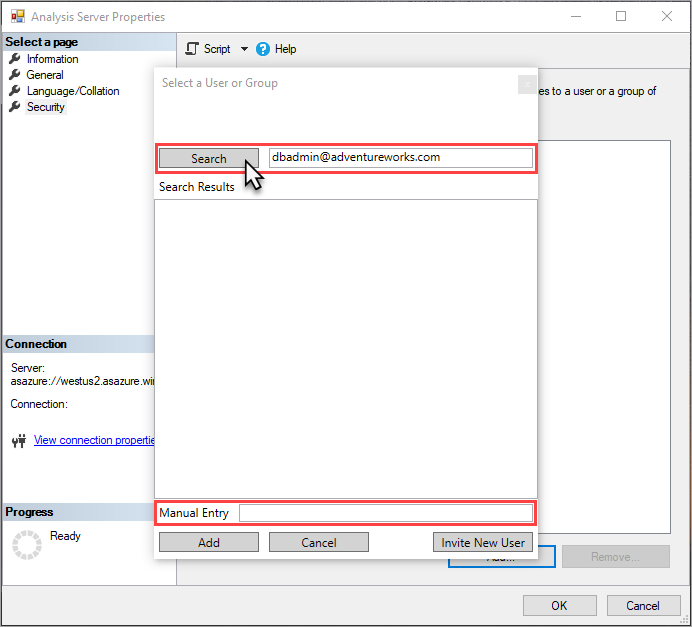 Analysis Server Properties
Select a page
Information
General
Language/Collation
Security
Script
Help
es to a user or a group of
Select a User or Group
Search
dbadmin@adventureworks.com
Search Results
Connection
Server:
asazure://westus2.asazure.win
Connection:
View connection propertie
Progress
Ready
Manual Entry
Add
Cancel
Invite New User
Add...
Remove...
OK
Cancel